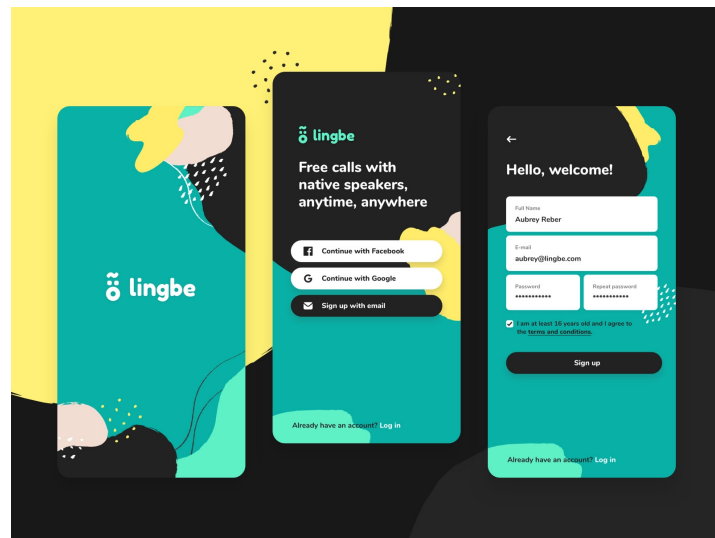 lingbe
lingbe
Free calls with
native speakers,
anytime, anywhere
Continue with Facebook
G Continue with Google
Sign up with email
Already have an account? Log in
Hello, welcome!
Full Name
Aubrey Reber
E-mail
aubrey@lingbe.com
Password
•••••••••••
Repeat password
•••••••••••
I am at least 16 years old and I agree to
the terms and conditions.
Sign up
Already have an account? Log in